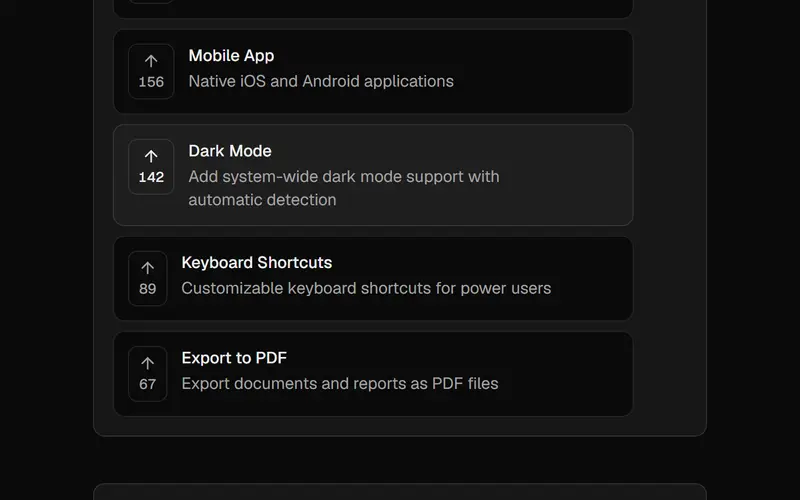 Mobile App
156
Native iOS and Android applications
Dark Mode
142
Add system-wide dark mode support with
automatic detection
Keyboard Shortcuts
89
Customizable keyboard shortcuts for power users
Export to PDF
67
Export documents and reports as PDF files